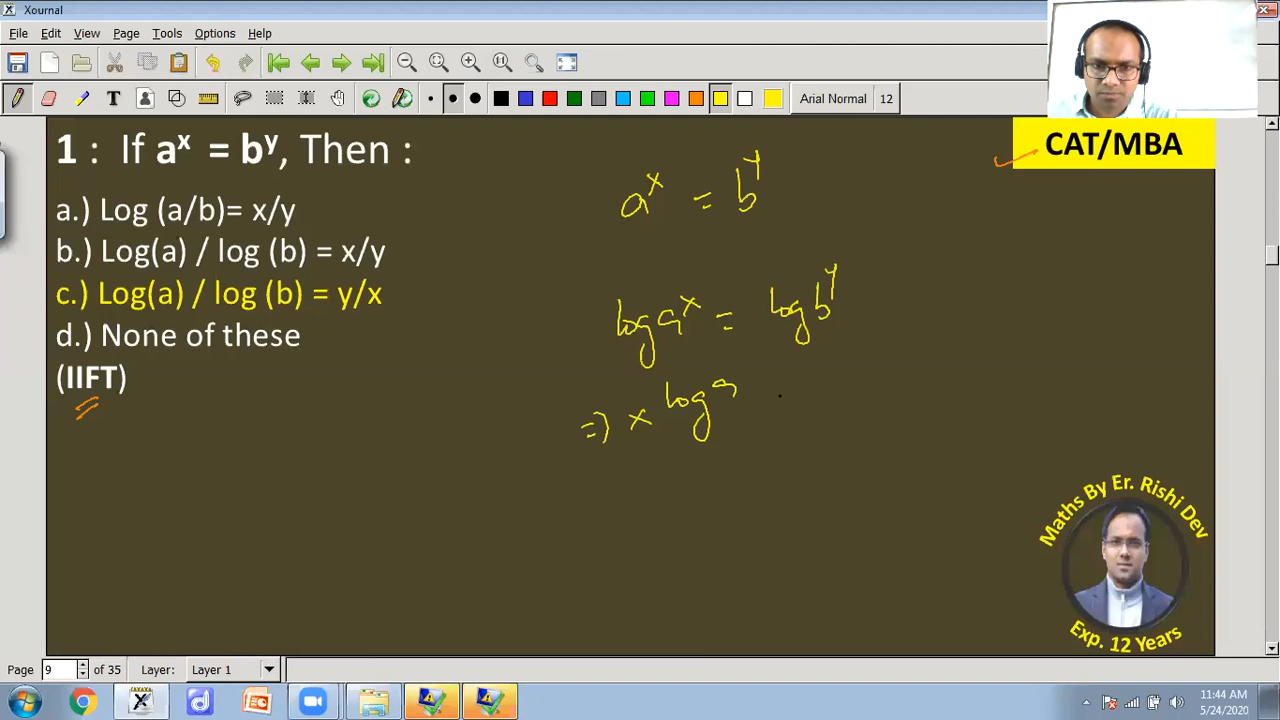 Xournal
File Edit View Page Tools Options Help
Arial Normal 12
CAT/MBA
1 : If aˣ = bʸ, Then :
a.) Log (a/b)= x/y
b.) Log(a) / log (b) = x/y
c.) Log(a) / log (b) = y/x
d.) None of these
(IIFT)
aˣ = bʸ
log aˣ = log bʸ
=> x log a
Maths By Er. Rishi Dev
Exp. 12 Years
Page 9 of 35 Layer: Layer 1
11:44 AM
5/24/2020